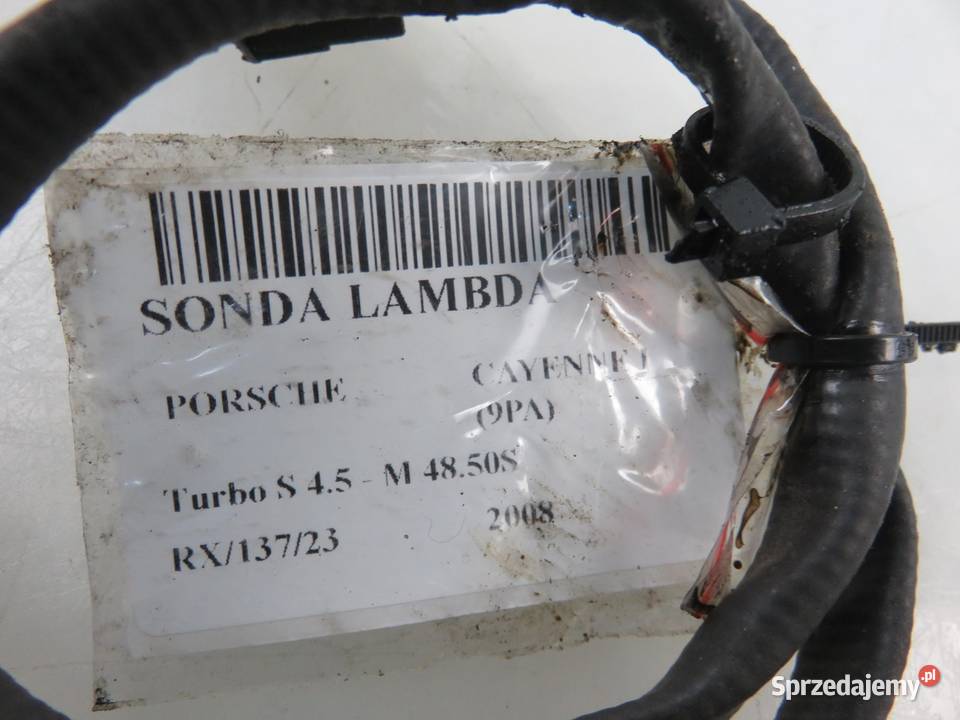 SONDA LAMBDA
PORSCHE CAYENNE I
(9PA)
Turbo S 4.5 - M 48.50S
RX/137/23 2008
Sprzedajemy.pl